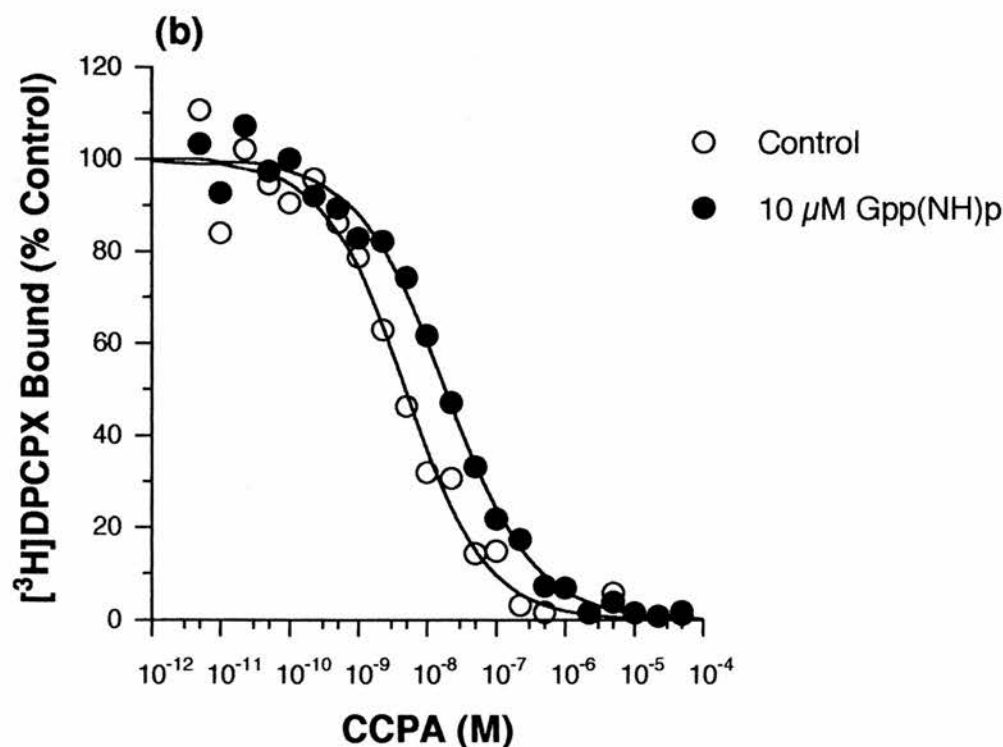 (b)
120
100
80
60
40
20
0
[³H]DPCPX Bound (% Control)
10⁻¹² 10⁻¹¹ 10⁻¹⁰ 10⁻⁹ 10⁻⁸ 10⁻⁷ 10⁻⁶ 10⁻⁵ 10⁻⁴
CCPA (M)
Control
10 µM Gpp(NH)p